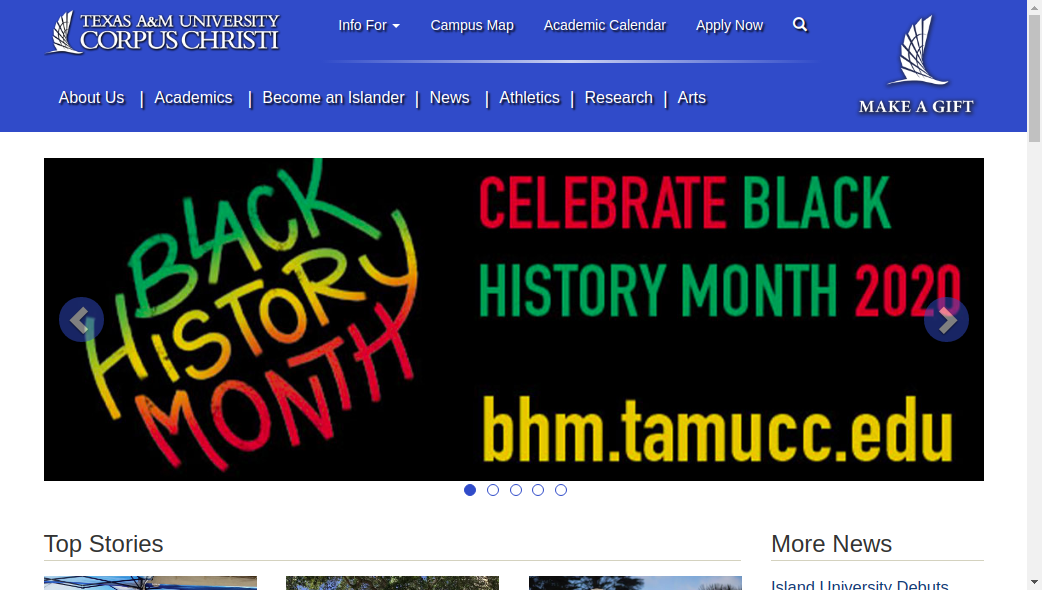 TEXAS A&M UNIVERSITY
CORPUS CHRISTI
Info For
Campus Map
Academic Calendar
Apply Now
MAKE A GIFT
About Us | Academics | Become an Islander | News | Athletics | Research | Arts
BLACK
HISTORY
MONTH
CELEBRATE BLACK
HISTORY MONTH 2020
bhm.tamucc.edu
Top Stories
More News
Island University Debuts